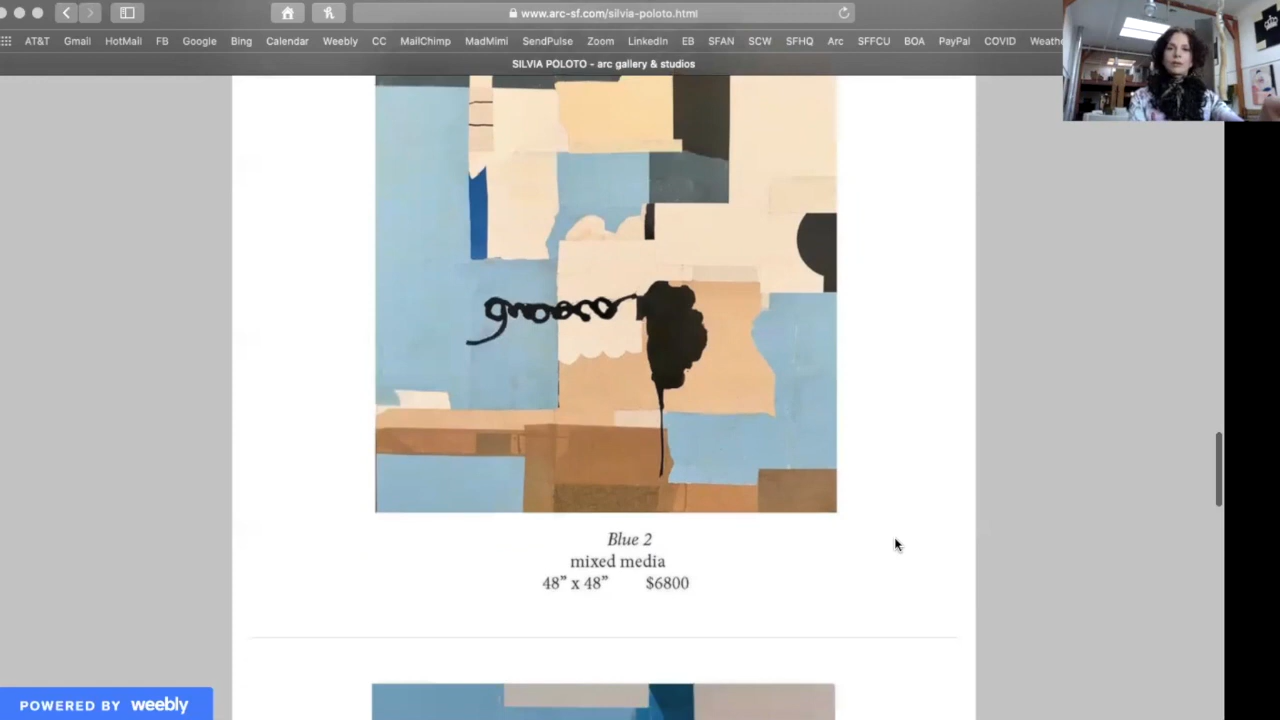 www.arc-sf.com/silvia-poloto.html
AT&T Gmail HotMail FB Google Bing Calendar Weebly CC MailChimp MadMimi SendPulse Zoom LinkedIn EB SFAN SCW SFHQ Arc SFFCU BOA PayPal COVID
SILVIA POLOTO - arc gallery & studios
Blue 2
mixed media
48” x 48” $6800
POWERED BY weebly